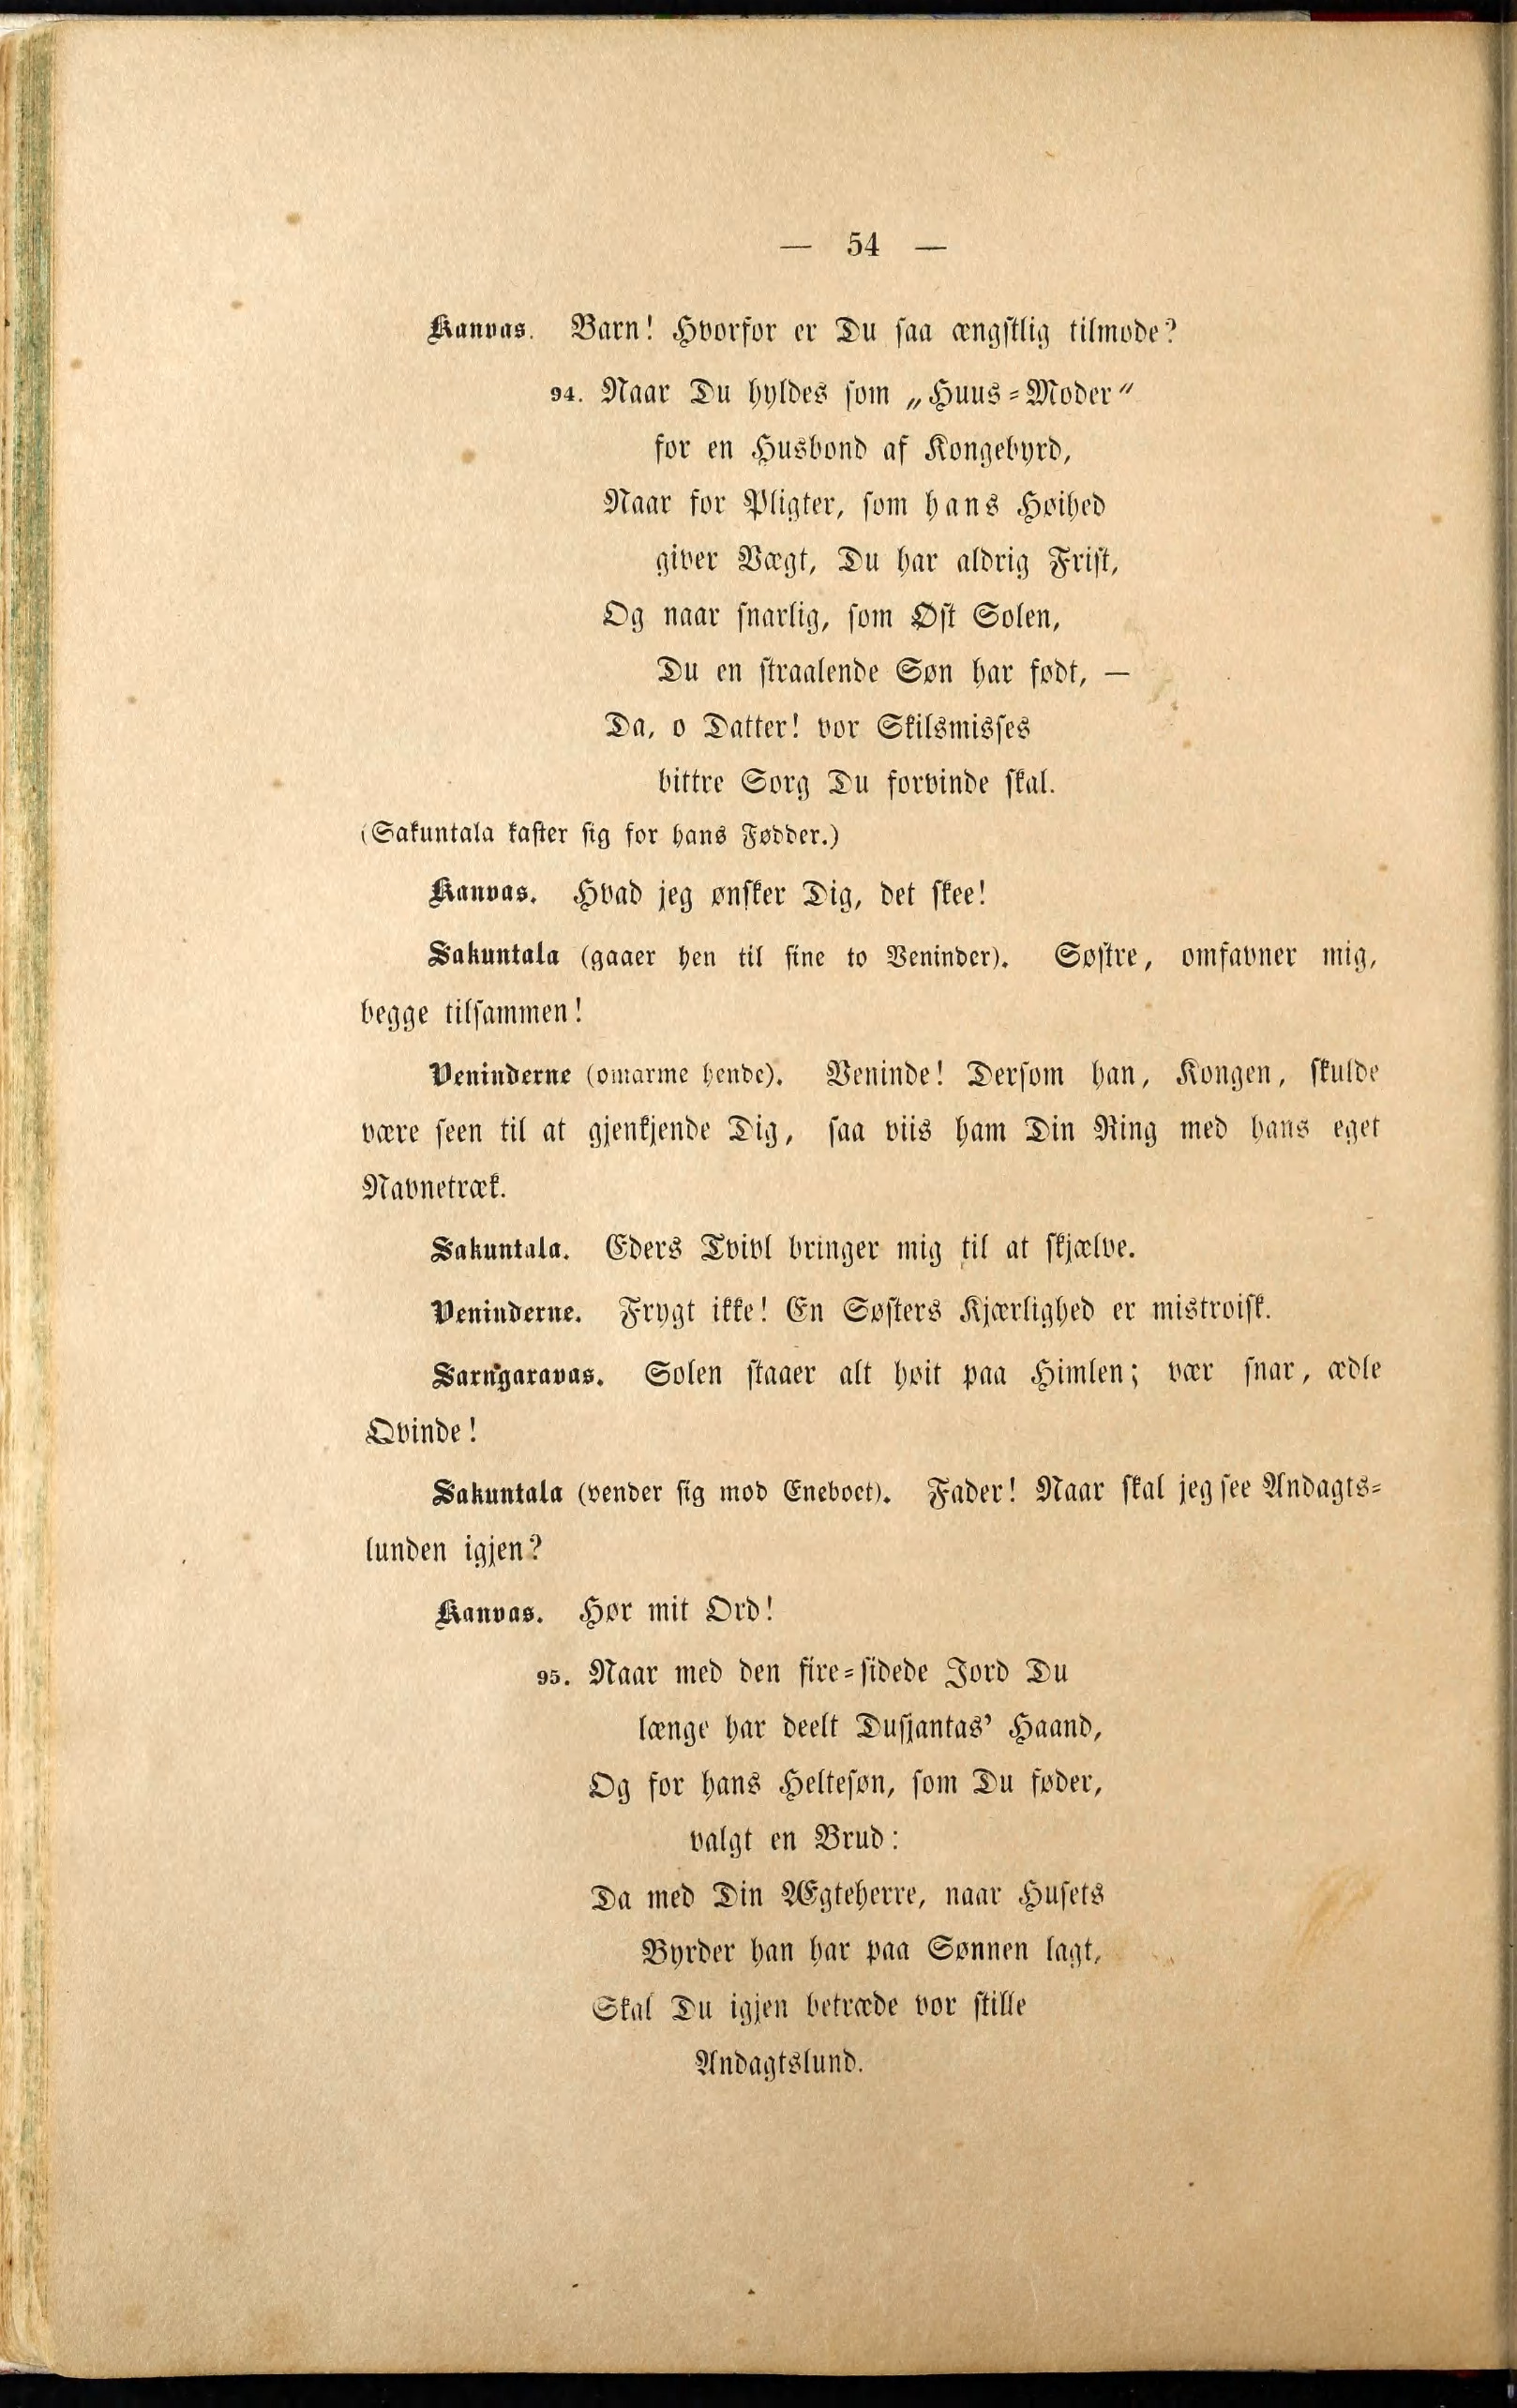 — 54 —
Kanvas. Barn! Hvorfor er Du saa ængstlig tilmode?
94. Naar Du hyldes som „Huus-Moder“
for en Husbond af Kongebyrd,
Naar for Pligter, som hans Høihed
giver Vægt, Du har aldrig Frist,
Og naar snarlig, som Øst Solen,
Du en straalende Søn har født, —
Da, o Datter! vor Skilsmisses
bittre Sorg Du forvinde skal.
(Sakuntala kaster sig for hans Fødder.)
Kanvas. Hvad jeg ønsker Dig, det skee!
Sakuntala (gaaer hen til sine to Veninder). Søstre, omfavner mig,
begge tilsammen!
Veninderne (omarme hende). Veninde! Dersom han, Kongen, skulde
være seen til at gjenkjende Dig, saa viis ham Din Ring med hans eget
Navnetræk.
Sakuntala. Eders Tvivl bringer mig til at skjælve.
Veninderne. Frygt ikke! En Søsters Kjærlighed er mistroisk.
Sarn̈garavas. Solen staaer alt høit paa Himlen; vær snar, ædle
Qvinde!
Sakuntala (vender sig mod Eneboet). Fader! Naar skal jeg see Andagts-
lunden igjen?
Kanvas. Hør mit Ord!
95. Naar med den fire-sidede Jord Du
længe har deelt Dusjantas’ Haand,
Og for hans Heltesøn, som Du føder,
valgt en Brud:
Da med Din Ægteherre, naar Husets
Byrder han har paa Sønnen lagt,
Skal Du igjen betræde vor stille
Andagtslund.